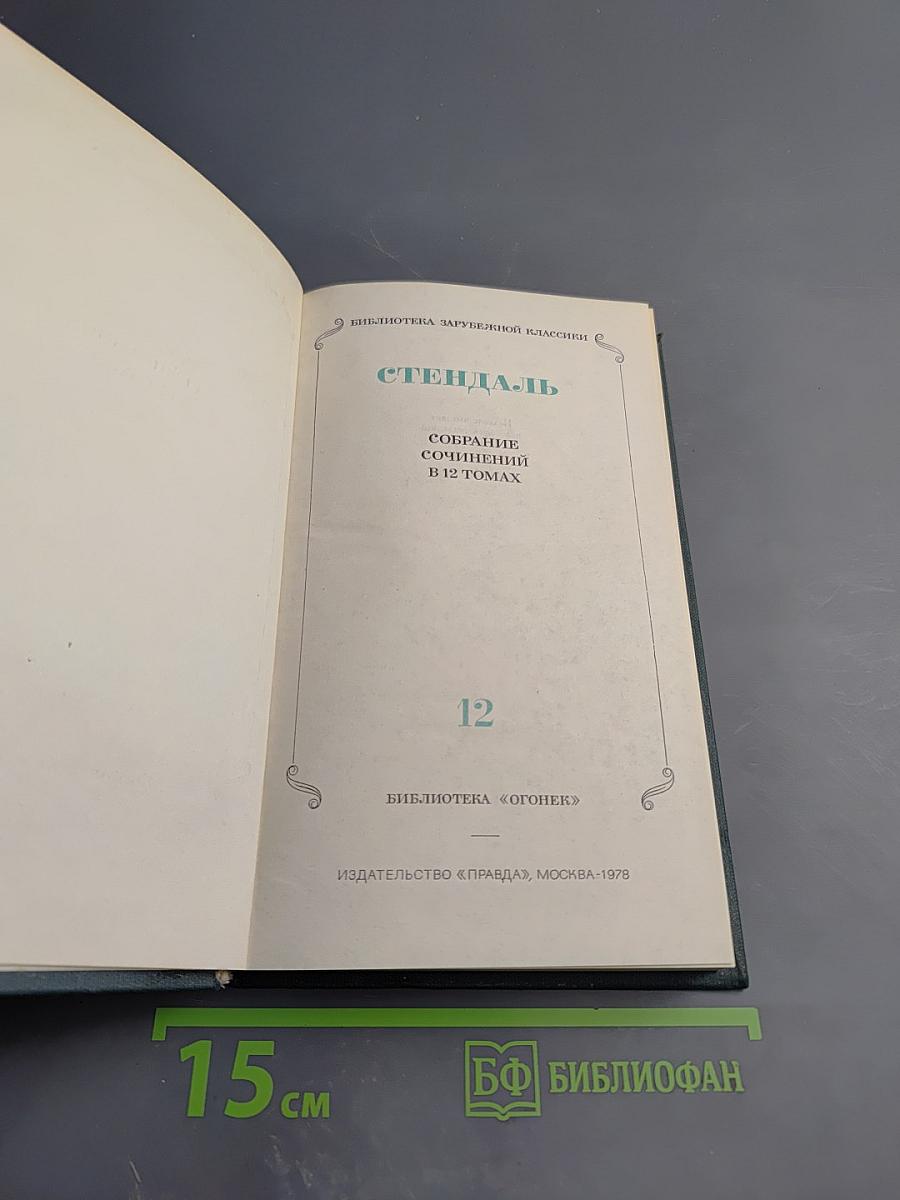 БИБЛИОТЕКА ЗАРУБЕЖНОЙ КЛАССИКИ
СТЕНДАЛЬ
СОБРАНИЕ
СОЧИНЕНИЙ
В 12 ТОМАХ
12
БИБЛИОТЕКА «ОГОНЕК»
ИЗДАТЕЛЬСТВО «ПРАВДА», МОСКВА-1978
15 см
БФ БИБЛИОФАН